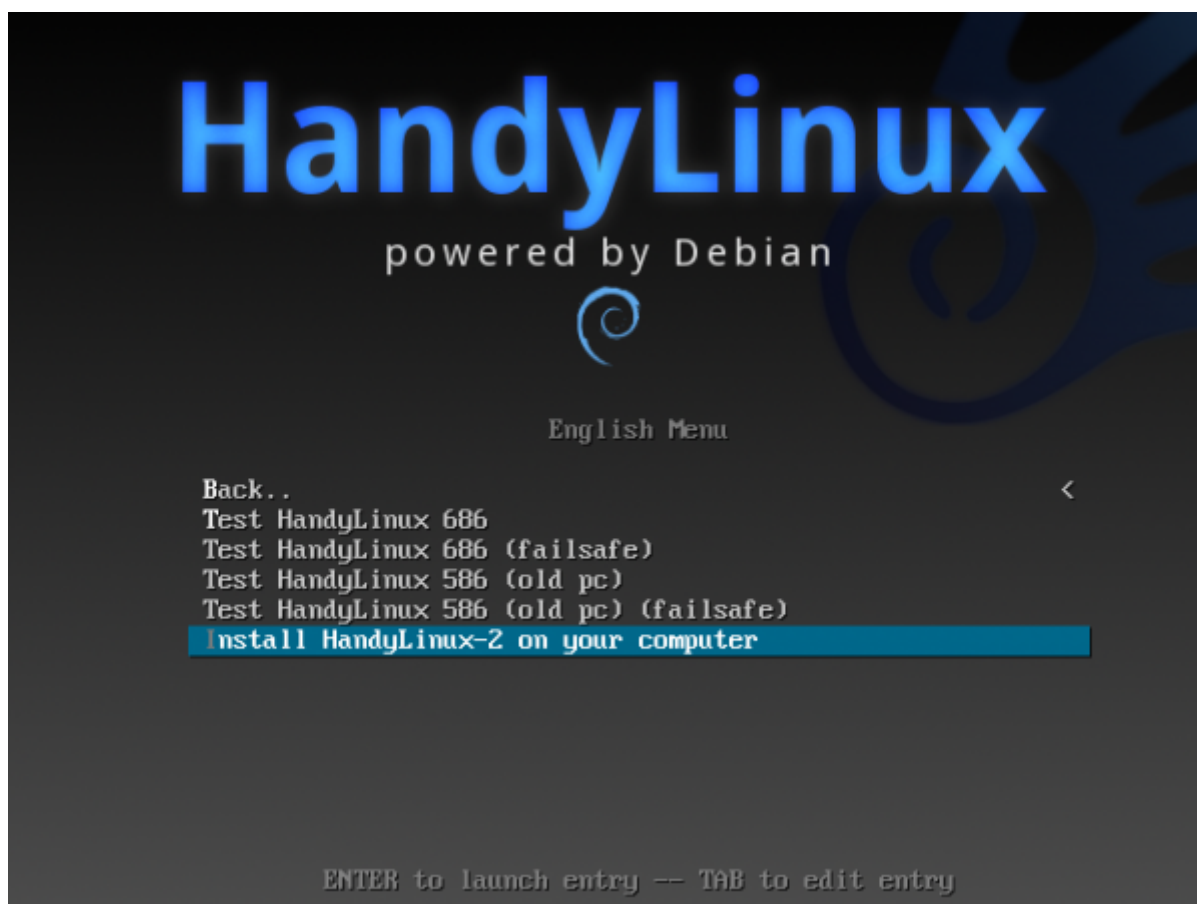 HandyLinux
powered by Debian
English Menu
Back.. <
Test HandyLinux 686
Test HandyLinux 686 (failsafe)
Test HandyLinux 586 (old pc)
Test HandyLinux 586 (old pc) (failsafe)
Install HandyLinux-2 on your computer
ENTER to launch entry -- TAB to edit entry